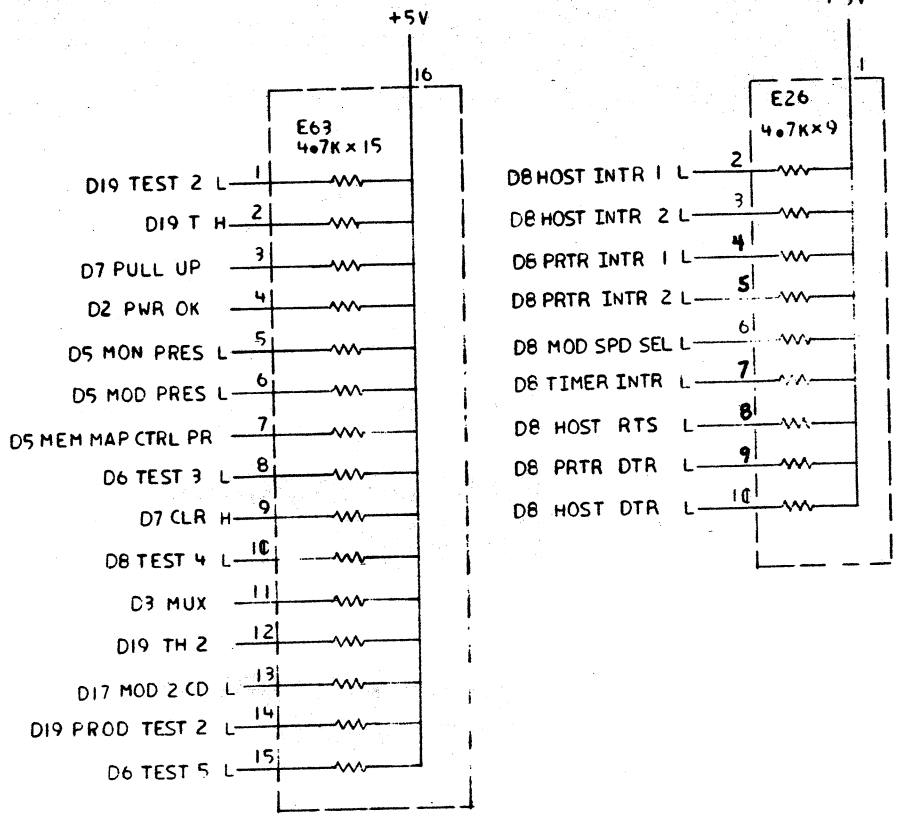 +5V
16
E63
4.7K x 15
D19 TEST 2 L 1
D19 T H 2
D7 PULL UP 3
D2 PWR OK 4
D5 MON PRES L 5
D5 MOD PRES L 6
D5 MEM MAP CTRL PR 7
D6 TEST 3 L 8
D7 CLR H 9
D8 TEST 4 L 10
D3 MUX 11
D19 TH 2 12
D17 MOD 2 CD L 13
D19 PROD TEST 2 L 14
D6 TEST 5 L 15
1
E26
4.7K x 9
D8 HOST INTR 1 L 2
D8 HOST INTR 2 L 3
D8 PRTR INTR 1 L 4
D8 PRTR INTR 2 L 5
D8 MOD SPD SEL L 6
D8 TIMER INTR L 7
D8 HOST RTS L 8
D8 PRTR DTR L 9
D8 HOST DTR L 10